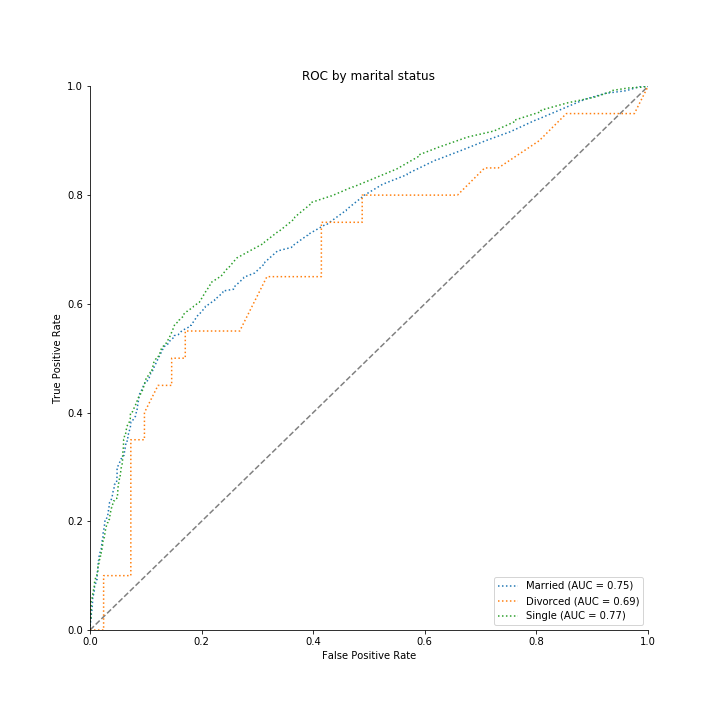 ROC by marital status
1.0
0.8
0.6
0.4
0.2
0.0
True Positive Rate
0.0 0.2 0.4 0.6 0.8 1.0
False Positive Rate
Married (AUC = 0.75)
Divorced (AUC = 0.69)
Single (AUC = 0.77)